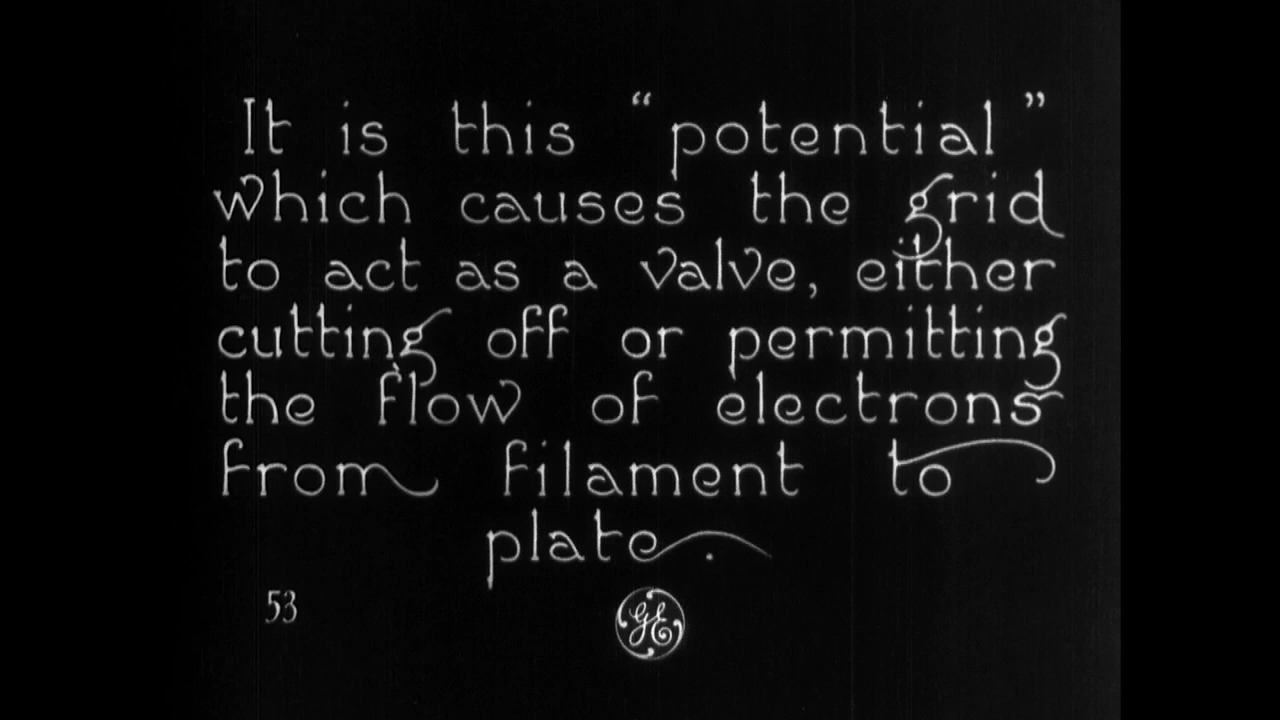 It is this “potential”
which causes the grid
to act as a valve, either
cutting off or permitting
the flow of electrons
from filament to
plate.
53
GE